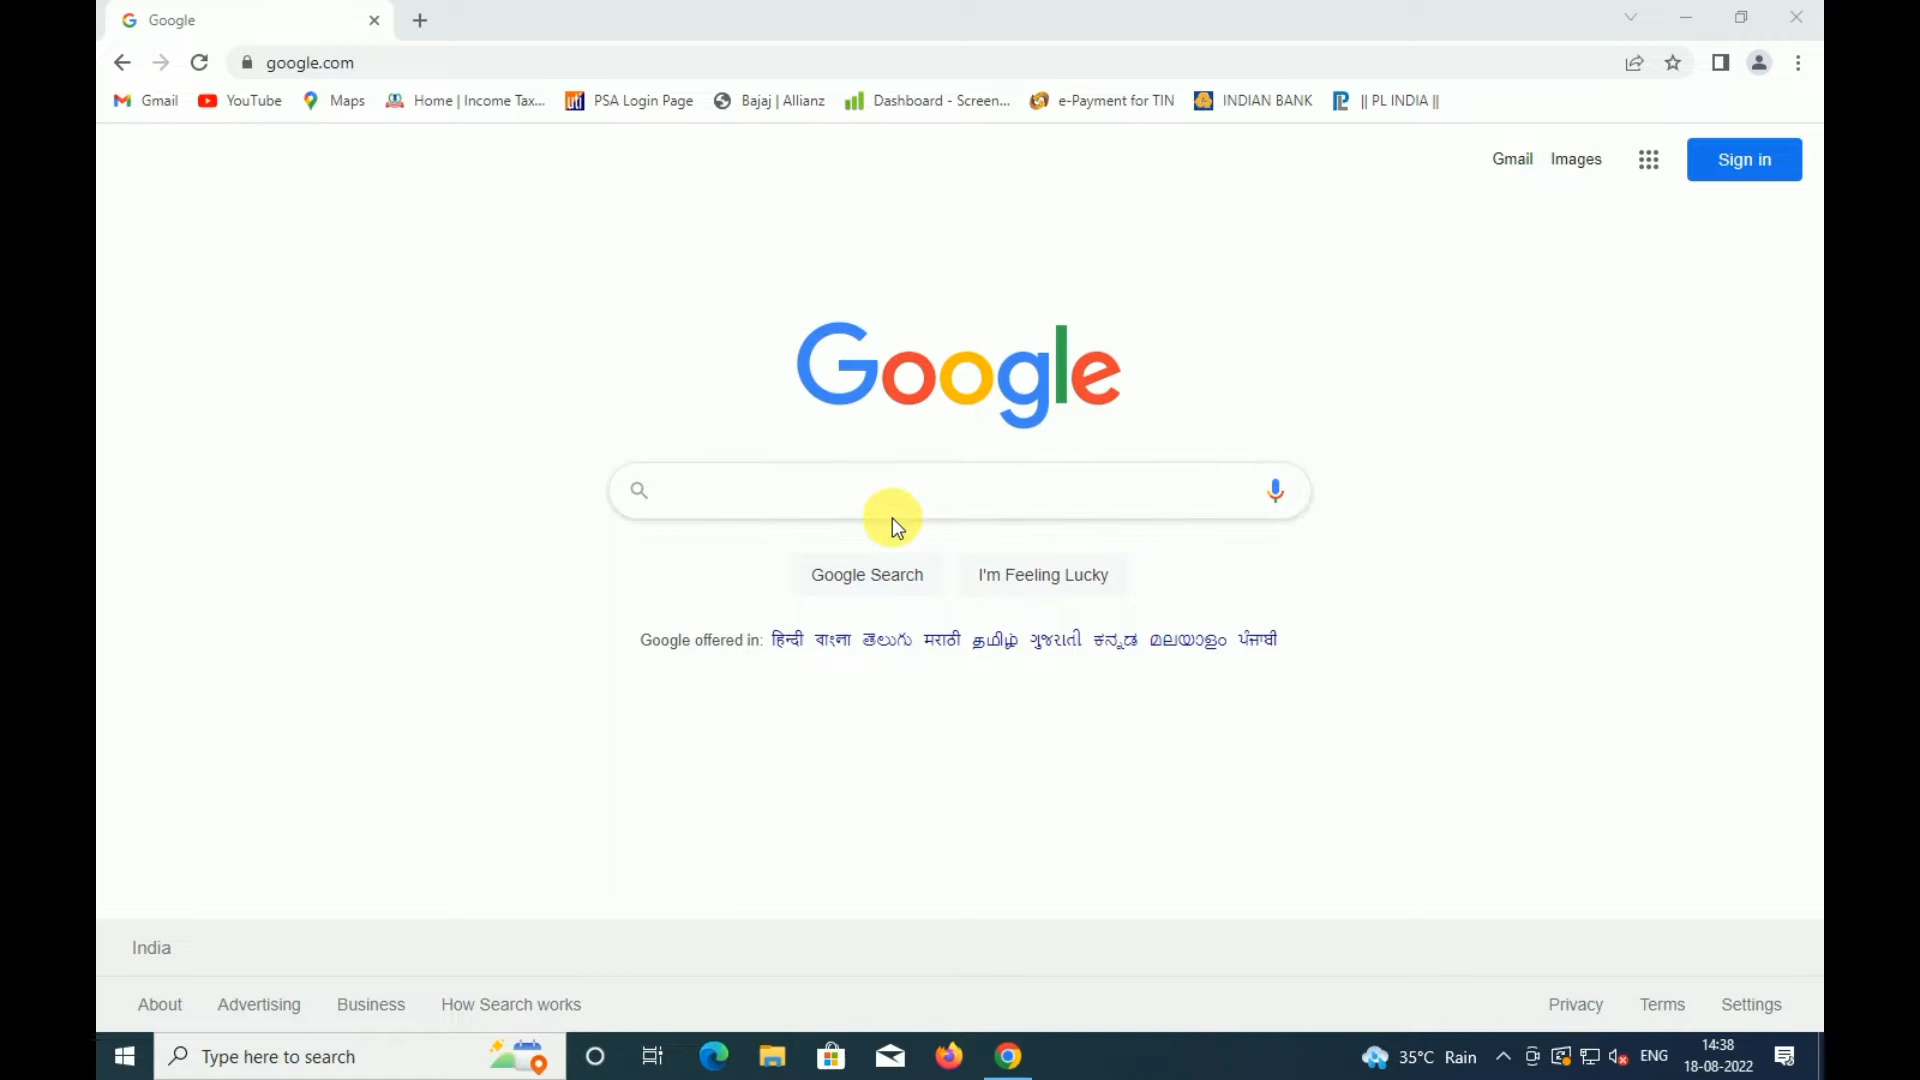 Google
google.com
Gmail YouTube Maps Home | Income Tax... PSA Login Page Bajaj | Allianz Dashboard - Screen... e-Payment for TIN INDIAN BANK || PL INDIA ||
Gmail Images Sign in
Google
Google Search I'm Feeling Lucky
Google offered in: हिन्दी বাংলা తెలుగు मराठी தமிழ் ગુજરાતી ಕನ್ನಡ മലയാളം ਪੰਜਾਬੀ
India
About Advertising Business How Search works Privacy Terms Settings
Type here to search 35°C Rain ENG 14:38
18-08-2022